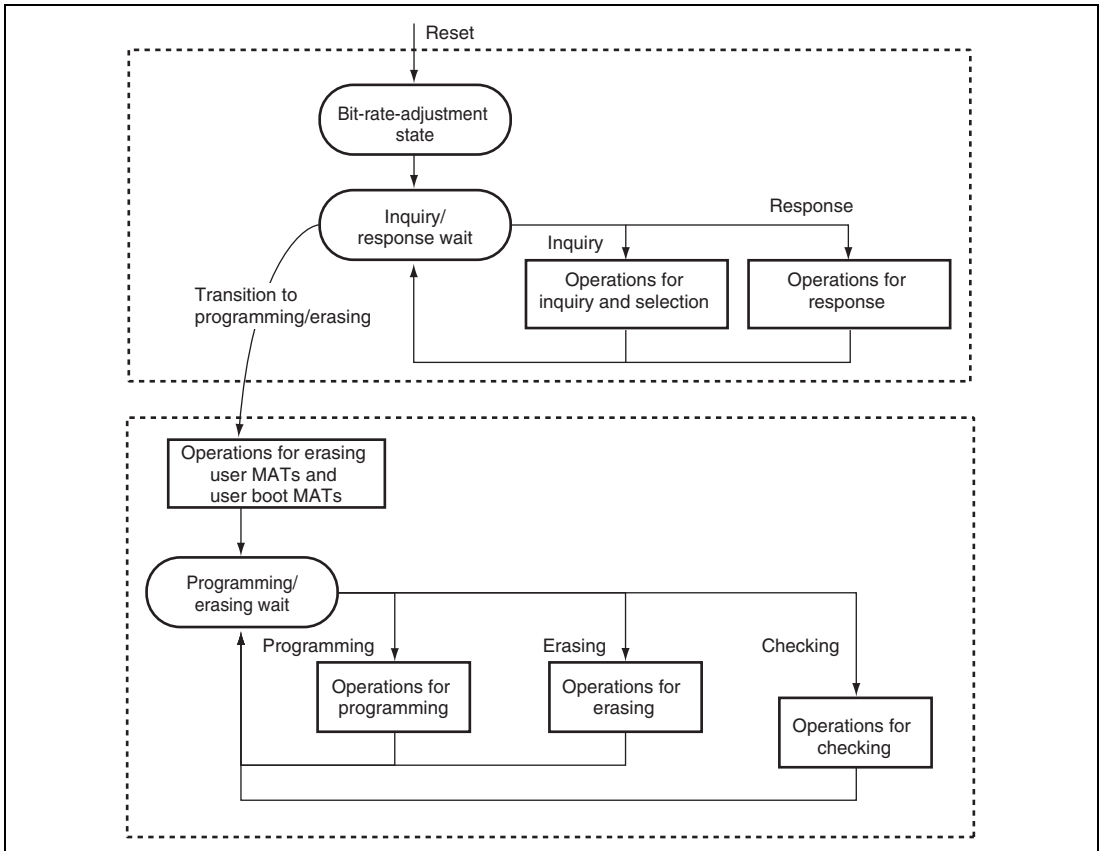 Reset
Bit-rate-adjustment
state
Inquiry/
response wait
Response
Inquiry
Operations for
inquiry and selection
Operations for
response
Transition to
programming/erasing
Operations for erasing
user MATs and
user boot MATs
Programming/
erasing wait
Programming
Erasing
Checking
Operations for
programming
Operations for
erasing
Operations for
checking